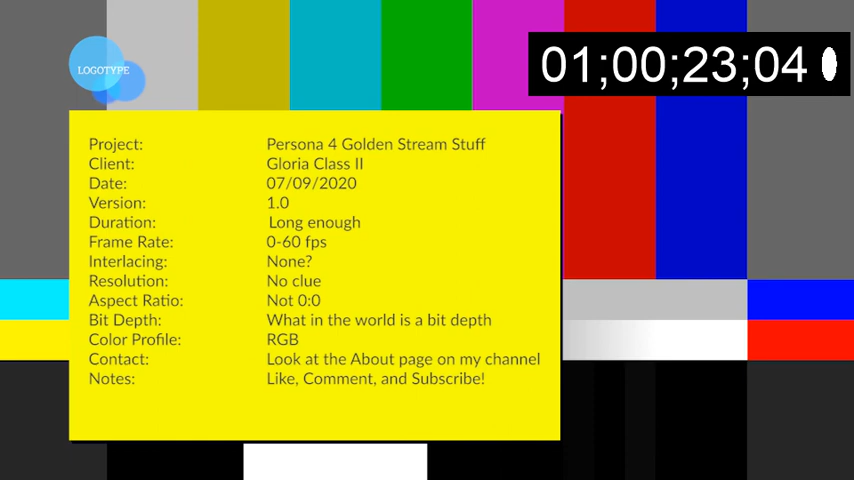 LOGOTYPE
01;00;23;04
Project: Persona 4 Golden Stream Stuff
Client: Gloria Class II
Date: 07/09/2020
Version: 1.0
Duration: Long enough
Frame Rate: 0-60 fps
Interlacing: None?
Resolution: No clue
Aspect Ratio: Not 0:0
Bit Depth: What in the world is a bit depth
Color Profile: RGB
Contact: Look at the About page on my channel
Notes: Like, Comment, and Subscribe!